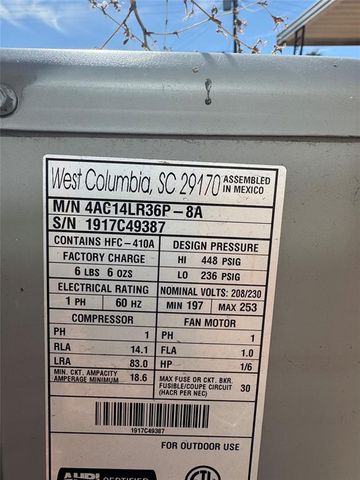 West Columbia, SC 29170 ASSEMBLED IN MEXICO
M/N 4AC14LR36P-8A
S/N 1917C49387
CONTAINS HFC-410A DESIGN PRESSURE
FACTORY CHARGE HI 448 PSIG
6 LBS 6 OZS LO 236 PSIG
ELECTRICAL RATING NOMINAL VOLTS: 208/230
1 PH 60 HZ MIN 197 MAX 253
COMPRESSOR FAN MOTOR
PH 1 PH 1
RLA 14.1 FLA 1.0
LRA 83.0 HP 1/6
MIN. CKT. AMPACITY
AMPERAGE MINIMUM 18.6
MAX FUSE OR CKT. BKR.
FUSIBLE/COUPE CIRCUIT 30
(HACR PER NEC)
1917C49387
FOR OUTDOOR USE
AHRI CERTIFIED